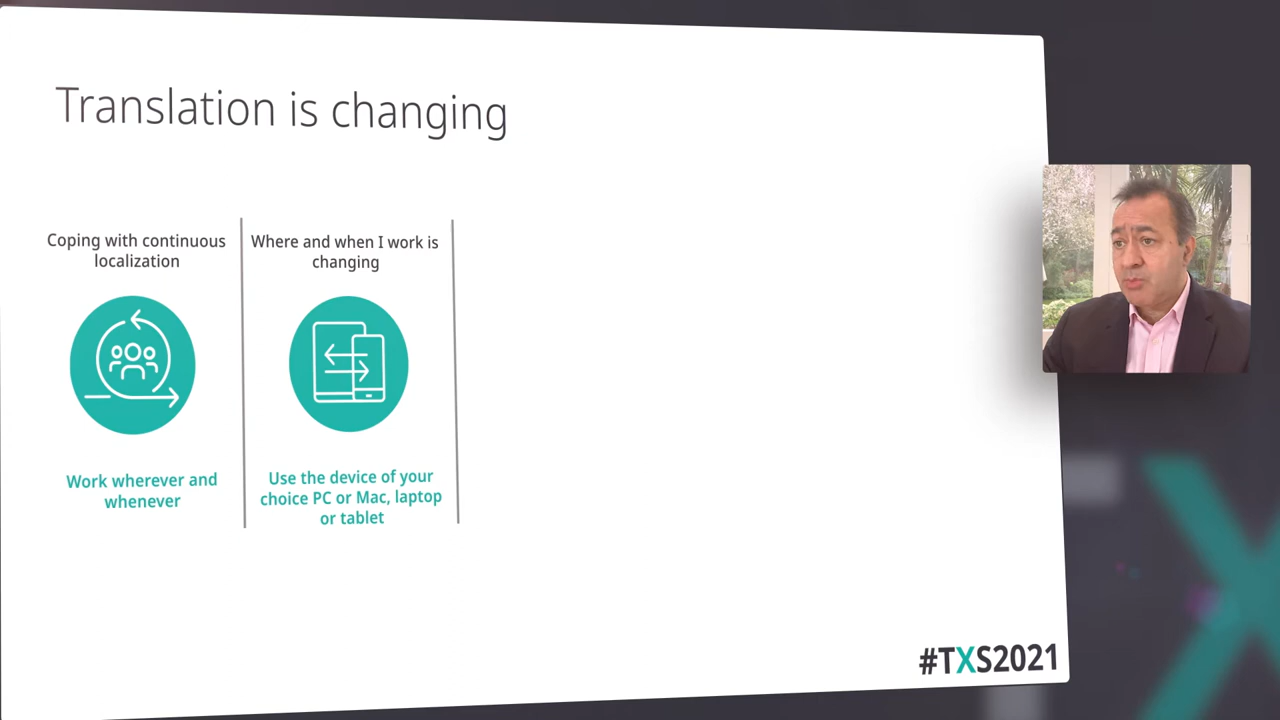 Translation is changing
Coping with continuous
localization
Work wherever and
whenever
Where and when I work is
changing
Use the device of your
choice PC or Mac, laptop
or tablet
#TXS2021